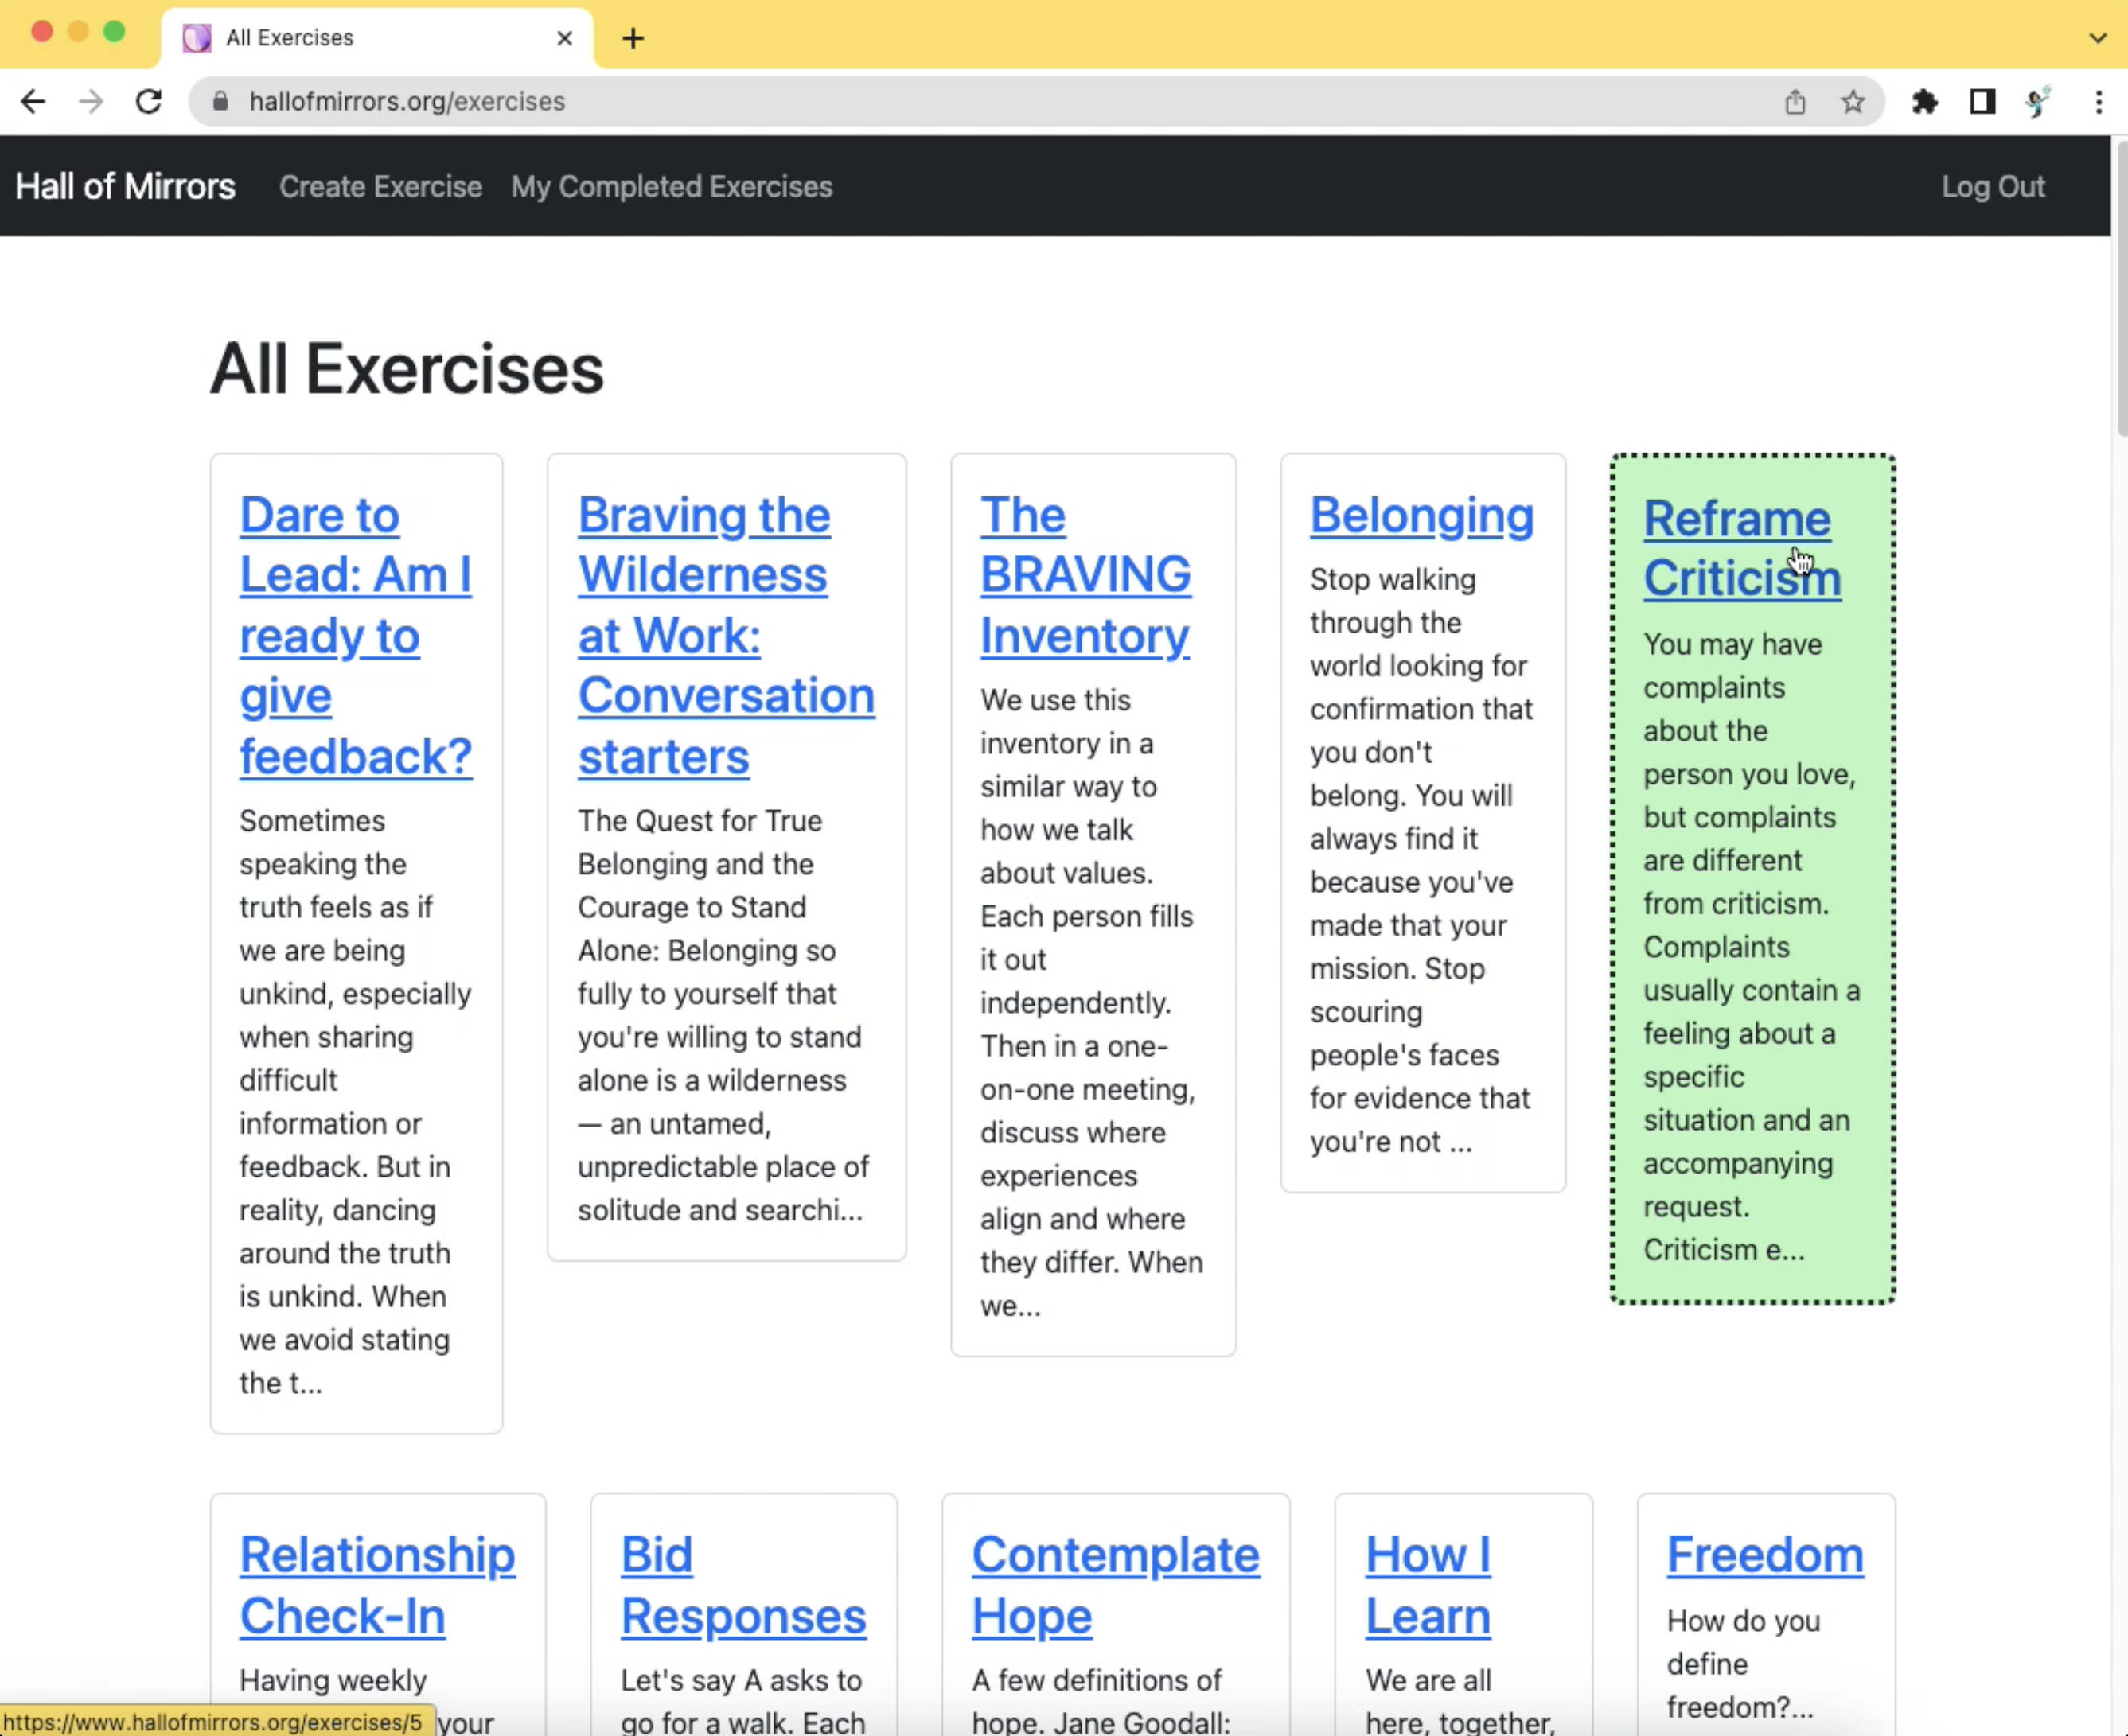 All Exercises
hallofmirrors.org/exercises
Hall of Mirrors
Create Exercise
My Completed Exercises
Log Out
All Exercises
Dare to
Lead: Am I
ready to
give
feedback?
Sometimes
speaking the
truth feels as if
we are being
unkind, especially
when sharing
difficult
information or
feedback. But in
reality, dancing
around the truth
is unkind. When
we avoid stating
the t...
Braving the
Wilderness
at Work:
Conversation
starters
The Quest for True
Belonging and the
Courage to Stand
Alone: Belonging so
fully to yourself that
you're willing to stand
alone is a wilderness
— an untamed,
unpredictable place of
solitude and searchi...
The
BRAVING
Inventory
We use this
inventory in a
similar way to
how we talk
about values.
Each person fills
it out
independently.
Then in a one-
on-one meeting,
discuss where
experiences
align and where
they differ. When
we...
Belonging
Stop walking
through the
world looking for
confirmation that
you don't
belong. You will
always find it
because you've
made that your
mission. Stop
scouring
people's faces
for evidence that
you're not ...
Reframe
Criticism
You may have
complaints
about the
person you love,
but complaints
are different
from criticism.
Complaints
usually contain a
feeling about a
specific
situation and an
accompanying
request.
Criticism e...
Relationship
Check-In
Having weekly
your
Bid
Responses
Let's say A asks to
go for a walk. Each
Contemplate
Hope
A few definitions of
hope. Jane Goodall:
How I
Learn
We are all
here, together,
Freedom
How do you
define
freedom?...
https://www.hallofmirrors.org/exercises/5